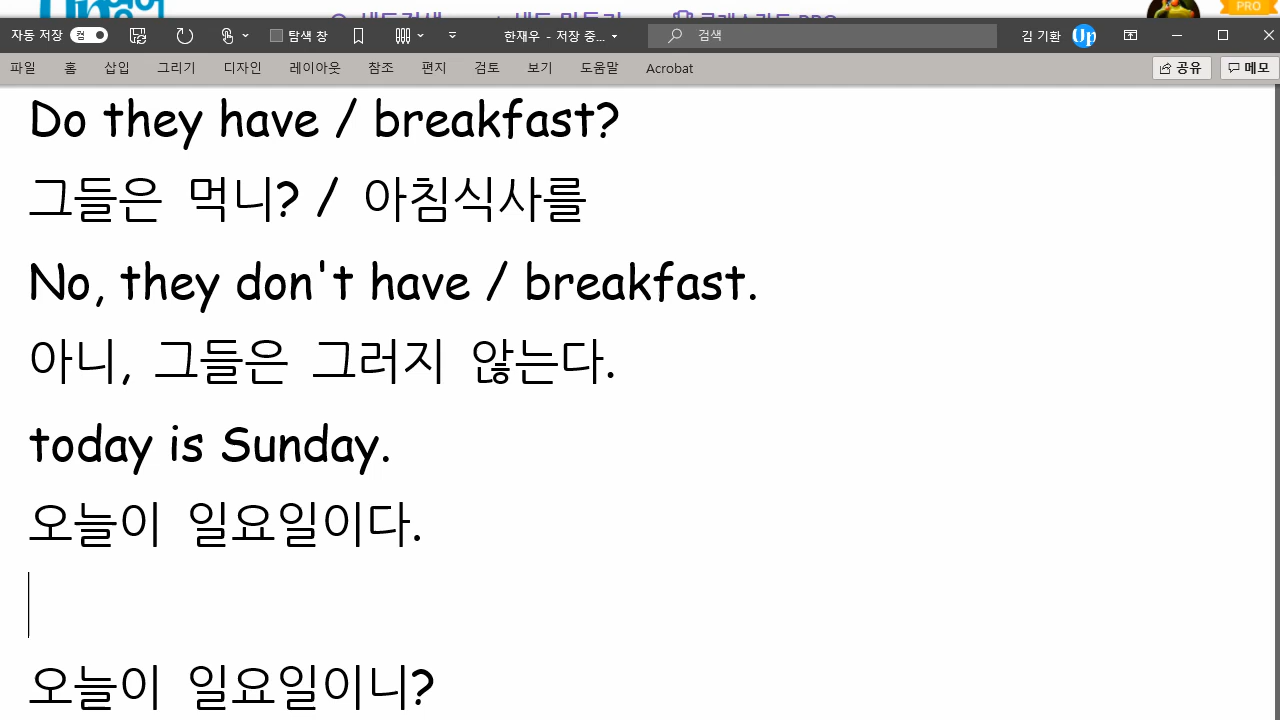 PRO
자동 저장 컴 탐색 창 한재우 - 저장 중... 검색 김 기환 Up
파일 홈 삽입 그리기 디자인 레이아웃 참조 편지 검토 보기 도움말 Acrobat 공유 메모
Do they have / breakfast?
그들은 먹니? / 아침식사를
No, they don't have / breakfast.
아니, 그들은 그러지 않는다.
today is Sunday.
오늘이 일요일이다.
오늘이 일요일이니?